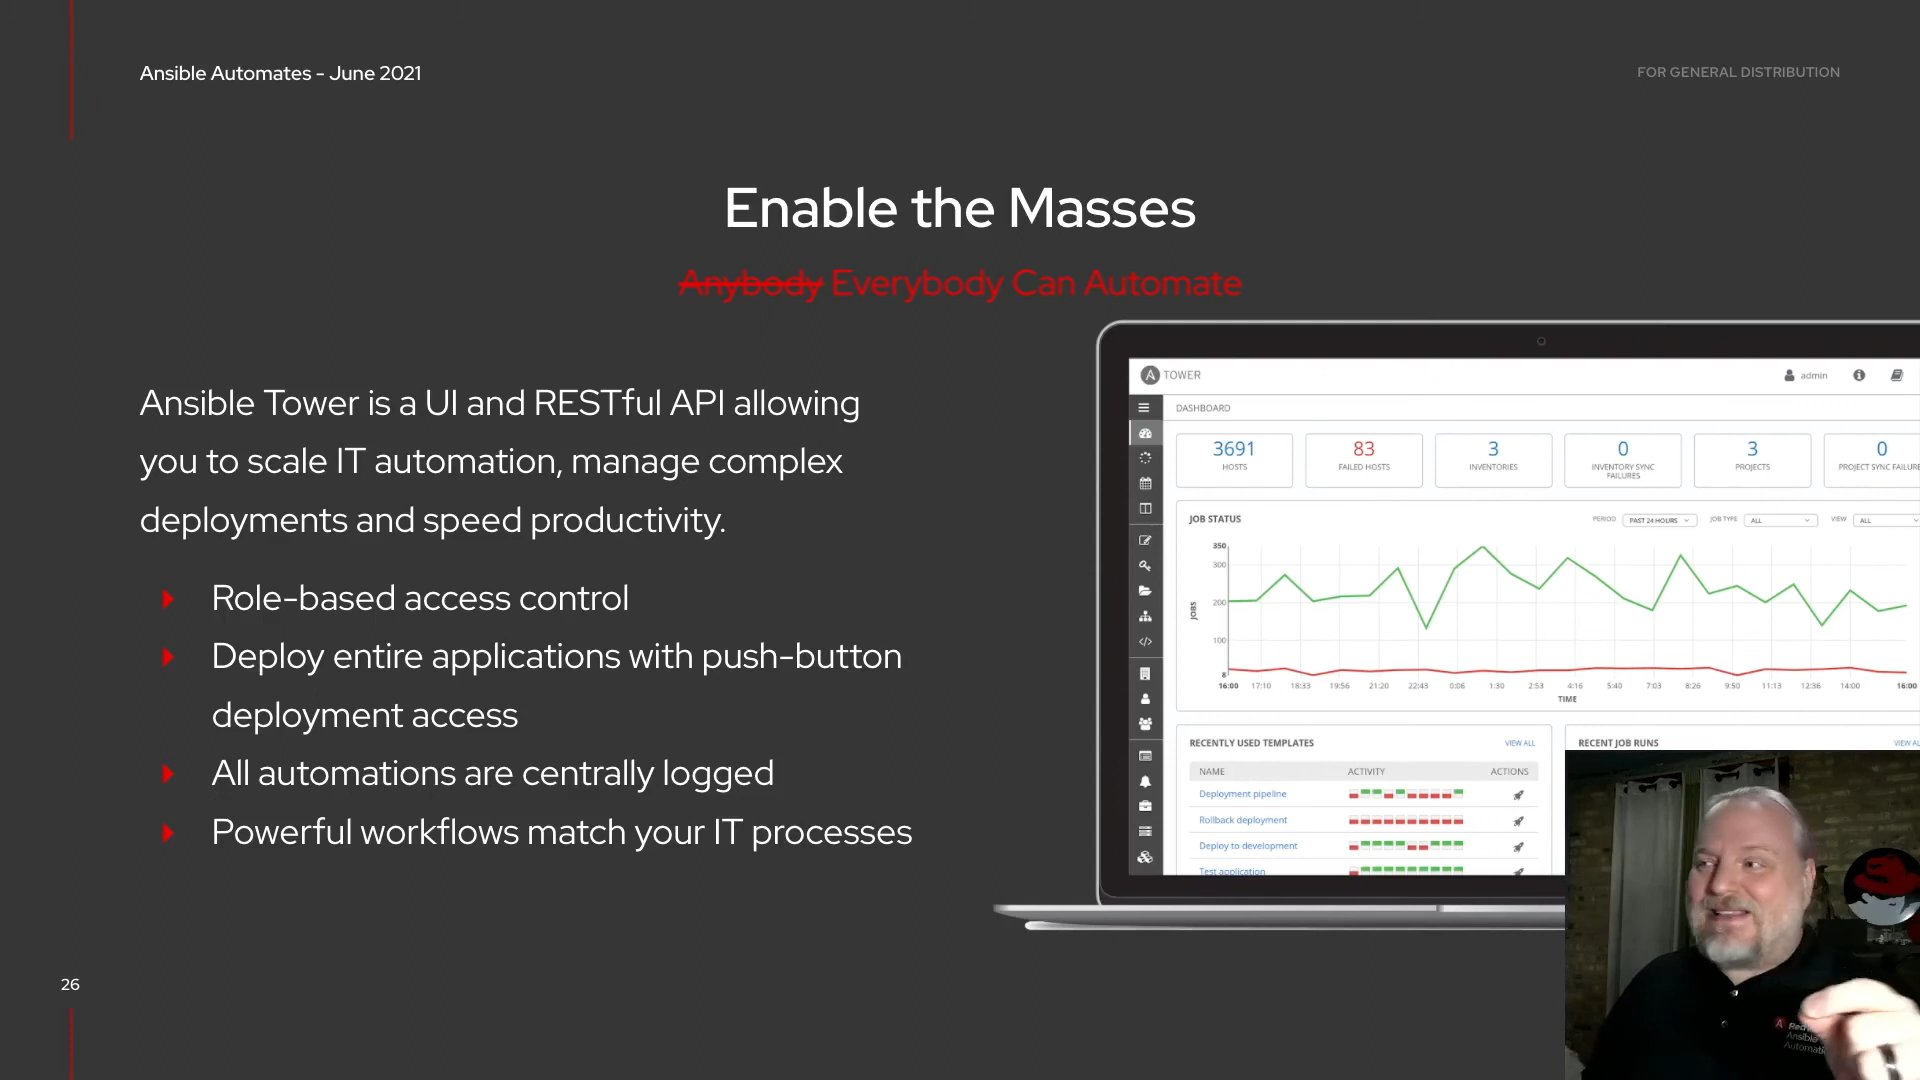 Ansible Automates - June 2021
FOR GENERAL DISTRIBUTION
Enable the Masses
Anybody Everybody Can Automate
Ansible Tower is a UI and RESTful API allowing
you to scale IT automation, manage complex
deployments and speed productivity.
Role-based access control
Deploy entire applications with push-button
deployment access
All automations are centrally logged
Powerful workflows match your IT processes
26
A TOWER
admin
DASHBOARD
3691 83 3 0 3 0
HOSTS FAILED HOSTS INVENTORIES INVENTORY SYNC PROJECTS PROJECT SYNC FAILURE
FAILURES
JOB STATUS
PERIOD PAST 24 HOURS JOB TYPE ALL VIEW ALL
350
300
200
100
8
JOBS
16:00 17:10 18:33 19:56 21:20 22:43 0:06 1:30 2:53 4:16 5:40 7:03 8:26 9:50 11:13 12:36 14:00 16:00
TIME
RECENTLY USED TEMPLATES VIEW ALL
NAME ACTIVITY ACTIONS
Deployment pipeline
Rollback deployment
Deploy to development
Test application
RECENT JOB RUNS VIEW AL
Red
Ansible
Automati